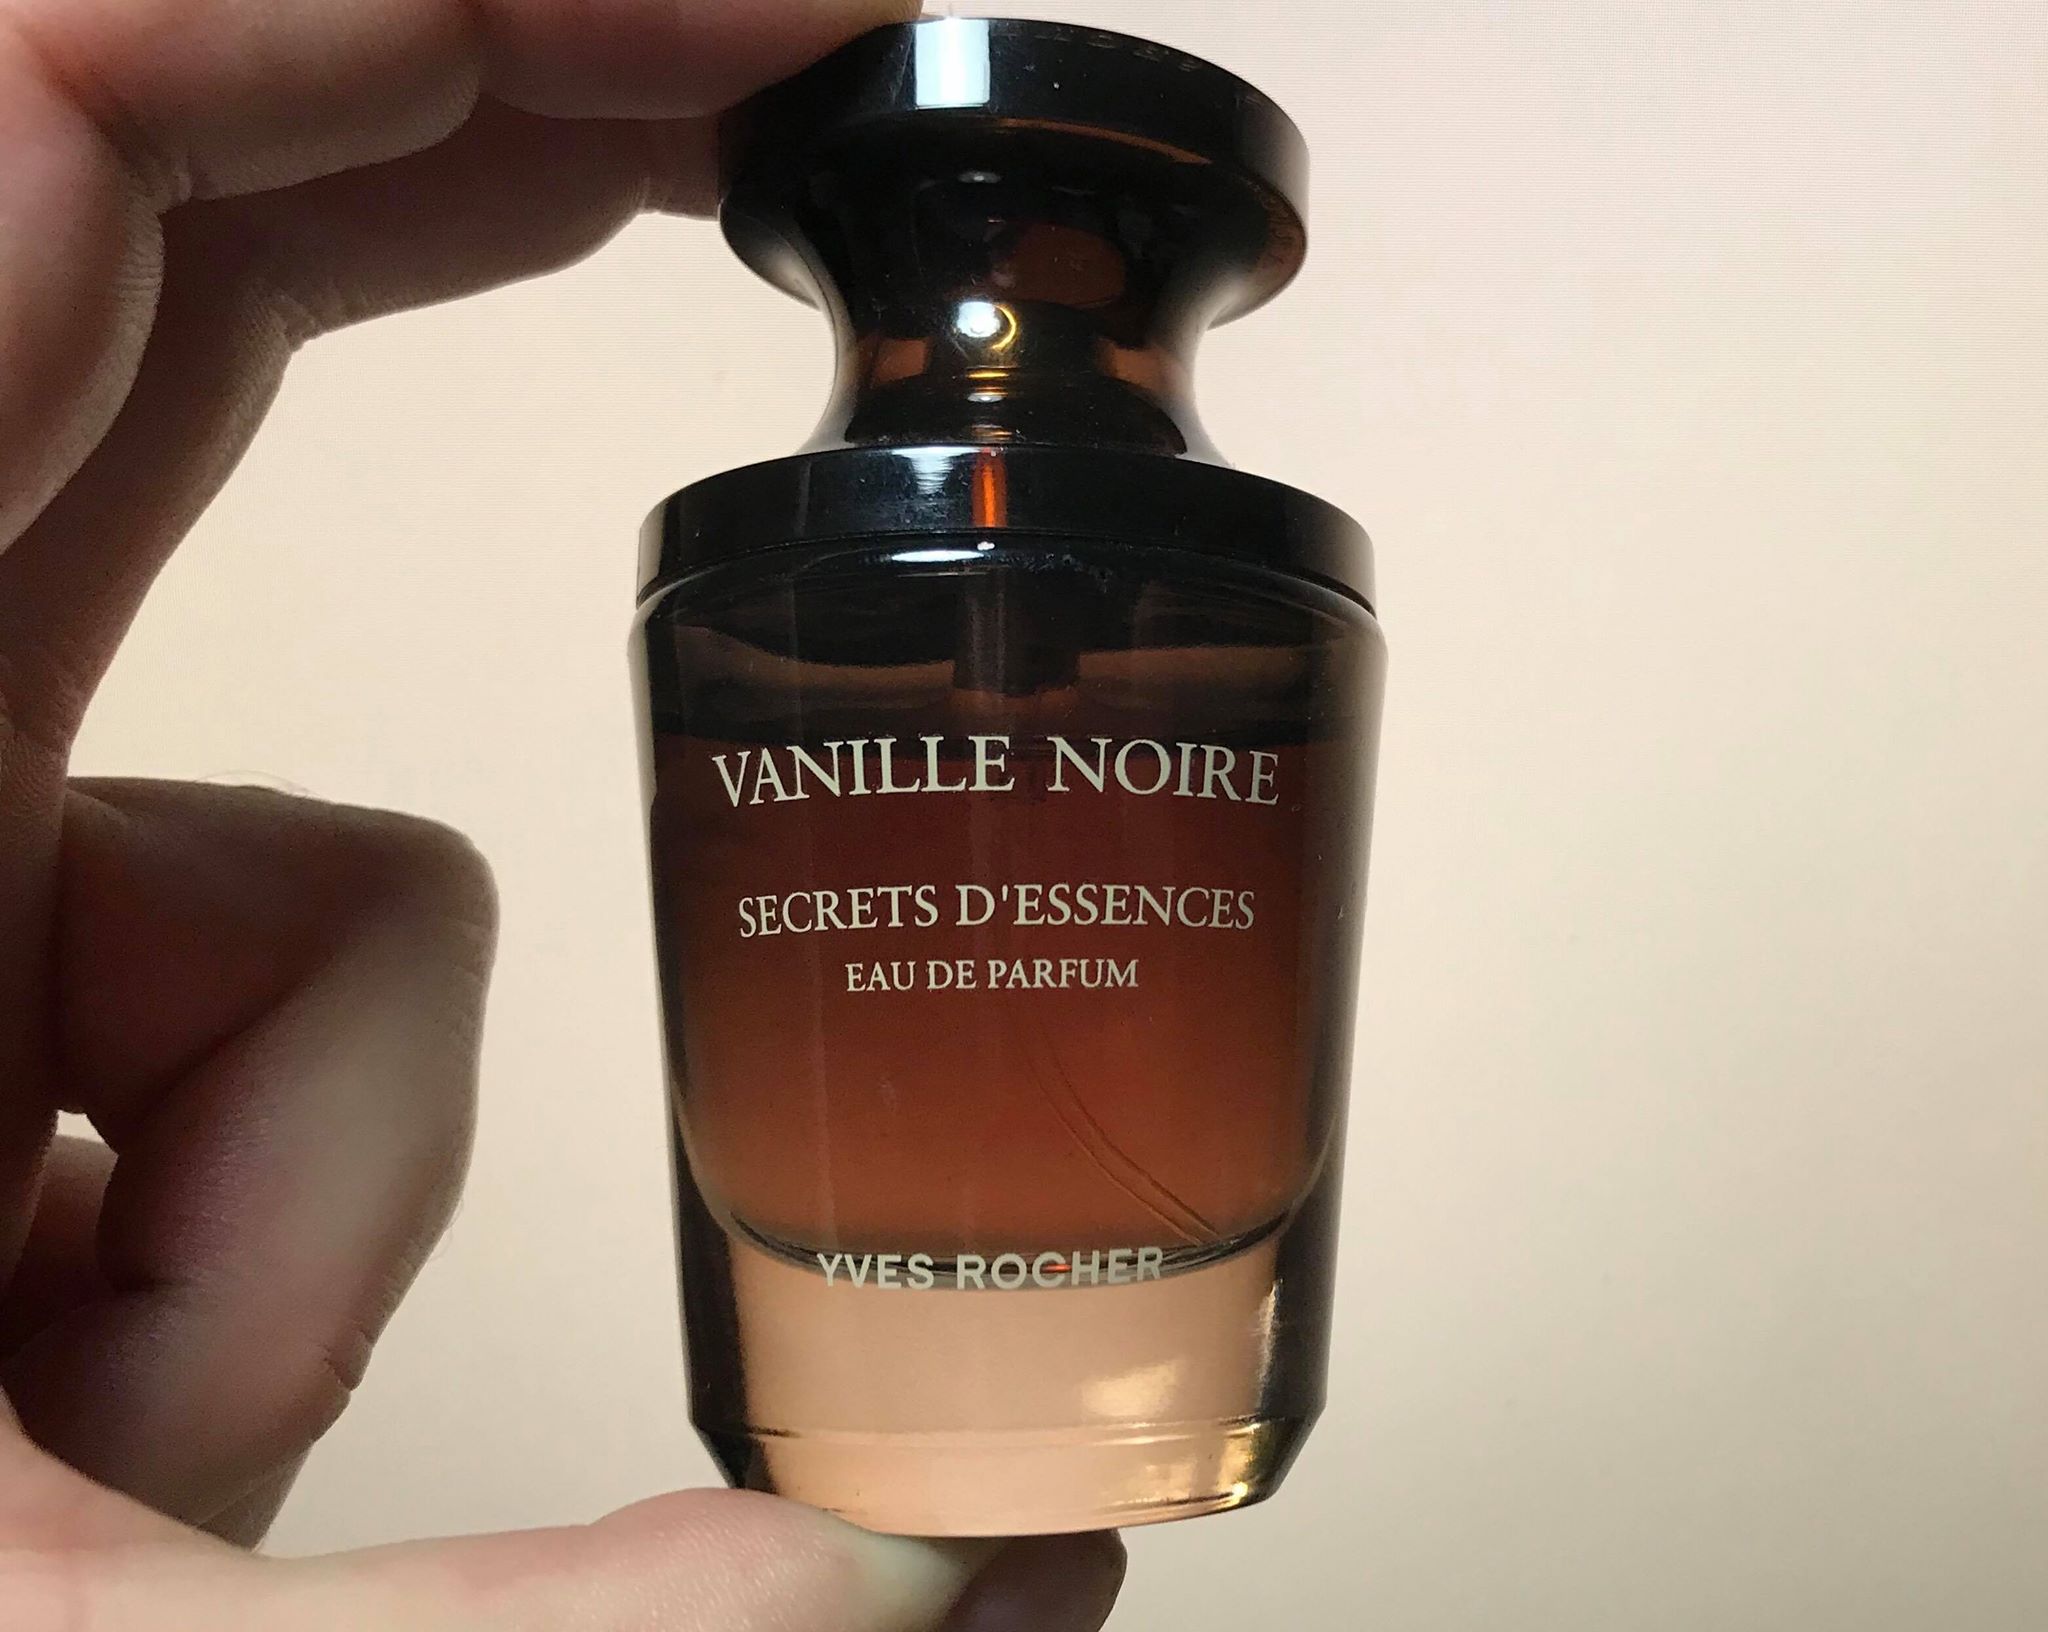 VANILLE NOIRE
SECRETS D'ESSENCES
EAU DE PARFUM
YVES ROCHER